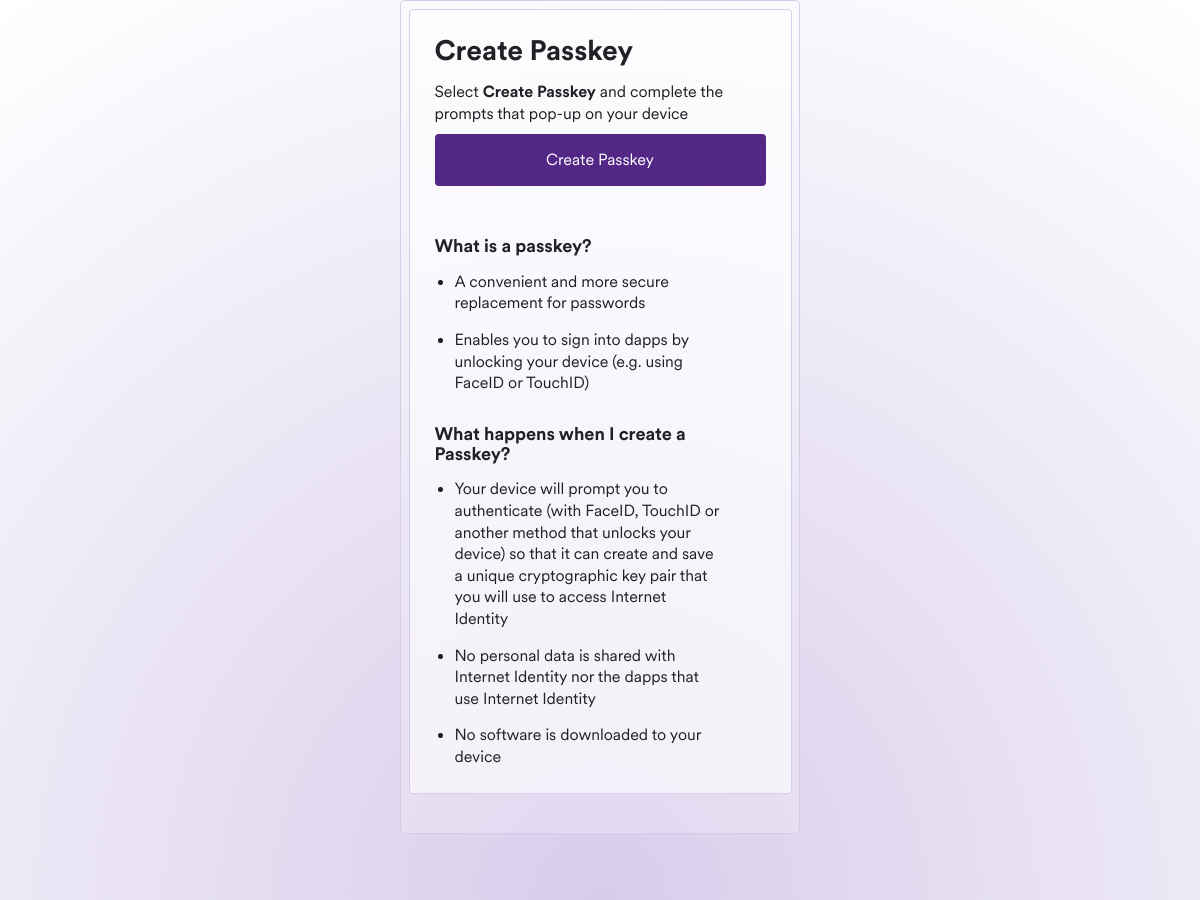 Create Passkey
Select Create Passkey and complete the
prompts that pop-up on your device
Create Passkey
What is a passkey?
• A convenient and more secure
replacement for passwords
• Enables you to sign into dapps by
unlocking your device (e.g. using
FaceID or TouchID)
What happens when I create a
Passkey?
• Your device will prompt you to
authenticate (with FaceID, TouchID or
another method that unlocks your
device) so that it can create and save
a unique cryptographic key pair that
you will use to access Internet
Identity
• No personal data is shared with
Internet Identity nor the dapps that
use Internet Identity
• No software is downloaded to your
device